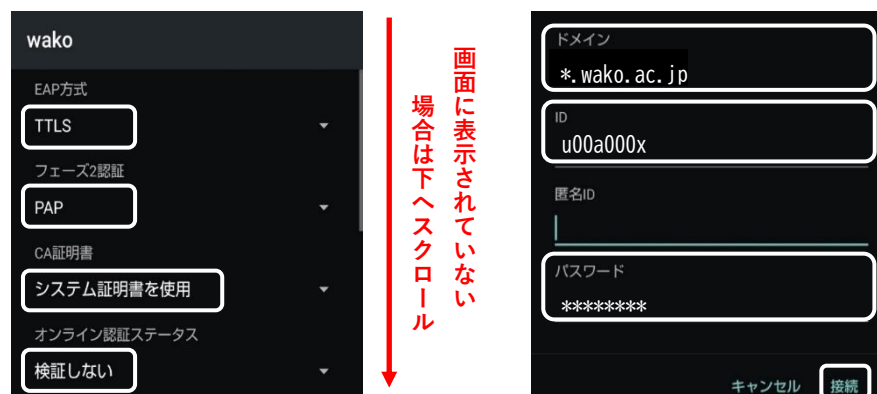 wako
EAP方式
TTLS
フェーズ2認証
PAP
CA証明書
システム証明書を使用
オンライン認証ステータス
検証しない
画面に表示されていない
場合は下へスクロール
ドメイン
*.wako.ac.jp
ID
u00a000x
匿名ID
パスワード
********
キャンセル 接続